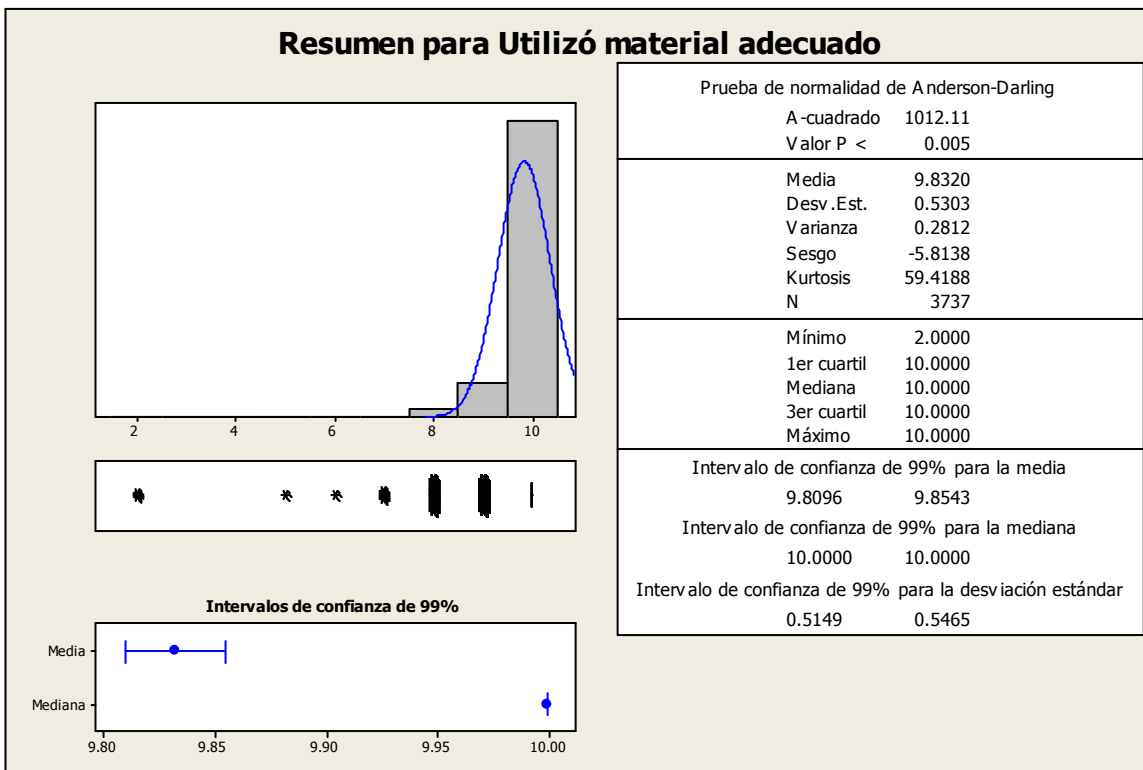 Resumen para Utilizó material adecuado
2 4 6 8 10
Intervalos de confianza de 99%
Media
Mediana
9.80 9.85 9.90 9.95 10.00
Prueba de normalidad de Anderson-Darling
A-cuadrado 1012.11
Valor P < 0.005
Media 9.8320
Desv.Est. 0.5303
Varianza 0.2812
Sesgo -5.8138
Kurtosis 59.4188
N 3737
Mínimo 2.0000
1er cuartil 10.0000
Mediana 10.0000
3er cuartil 10.0000
Máximo 10.0000
Intervalo de confianza de 99% para la media
9.8096 9.8543
Intervalo de confianza de 99% para la mediana
10.0000 10.0000
Intervalo de confianza de 99% para la desviación estándar
0.5149 0.5465